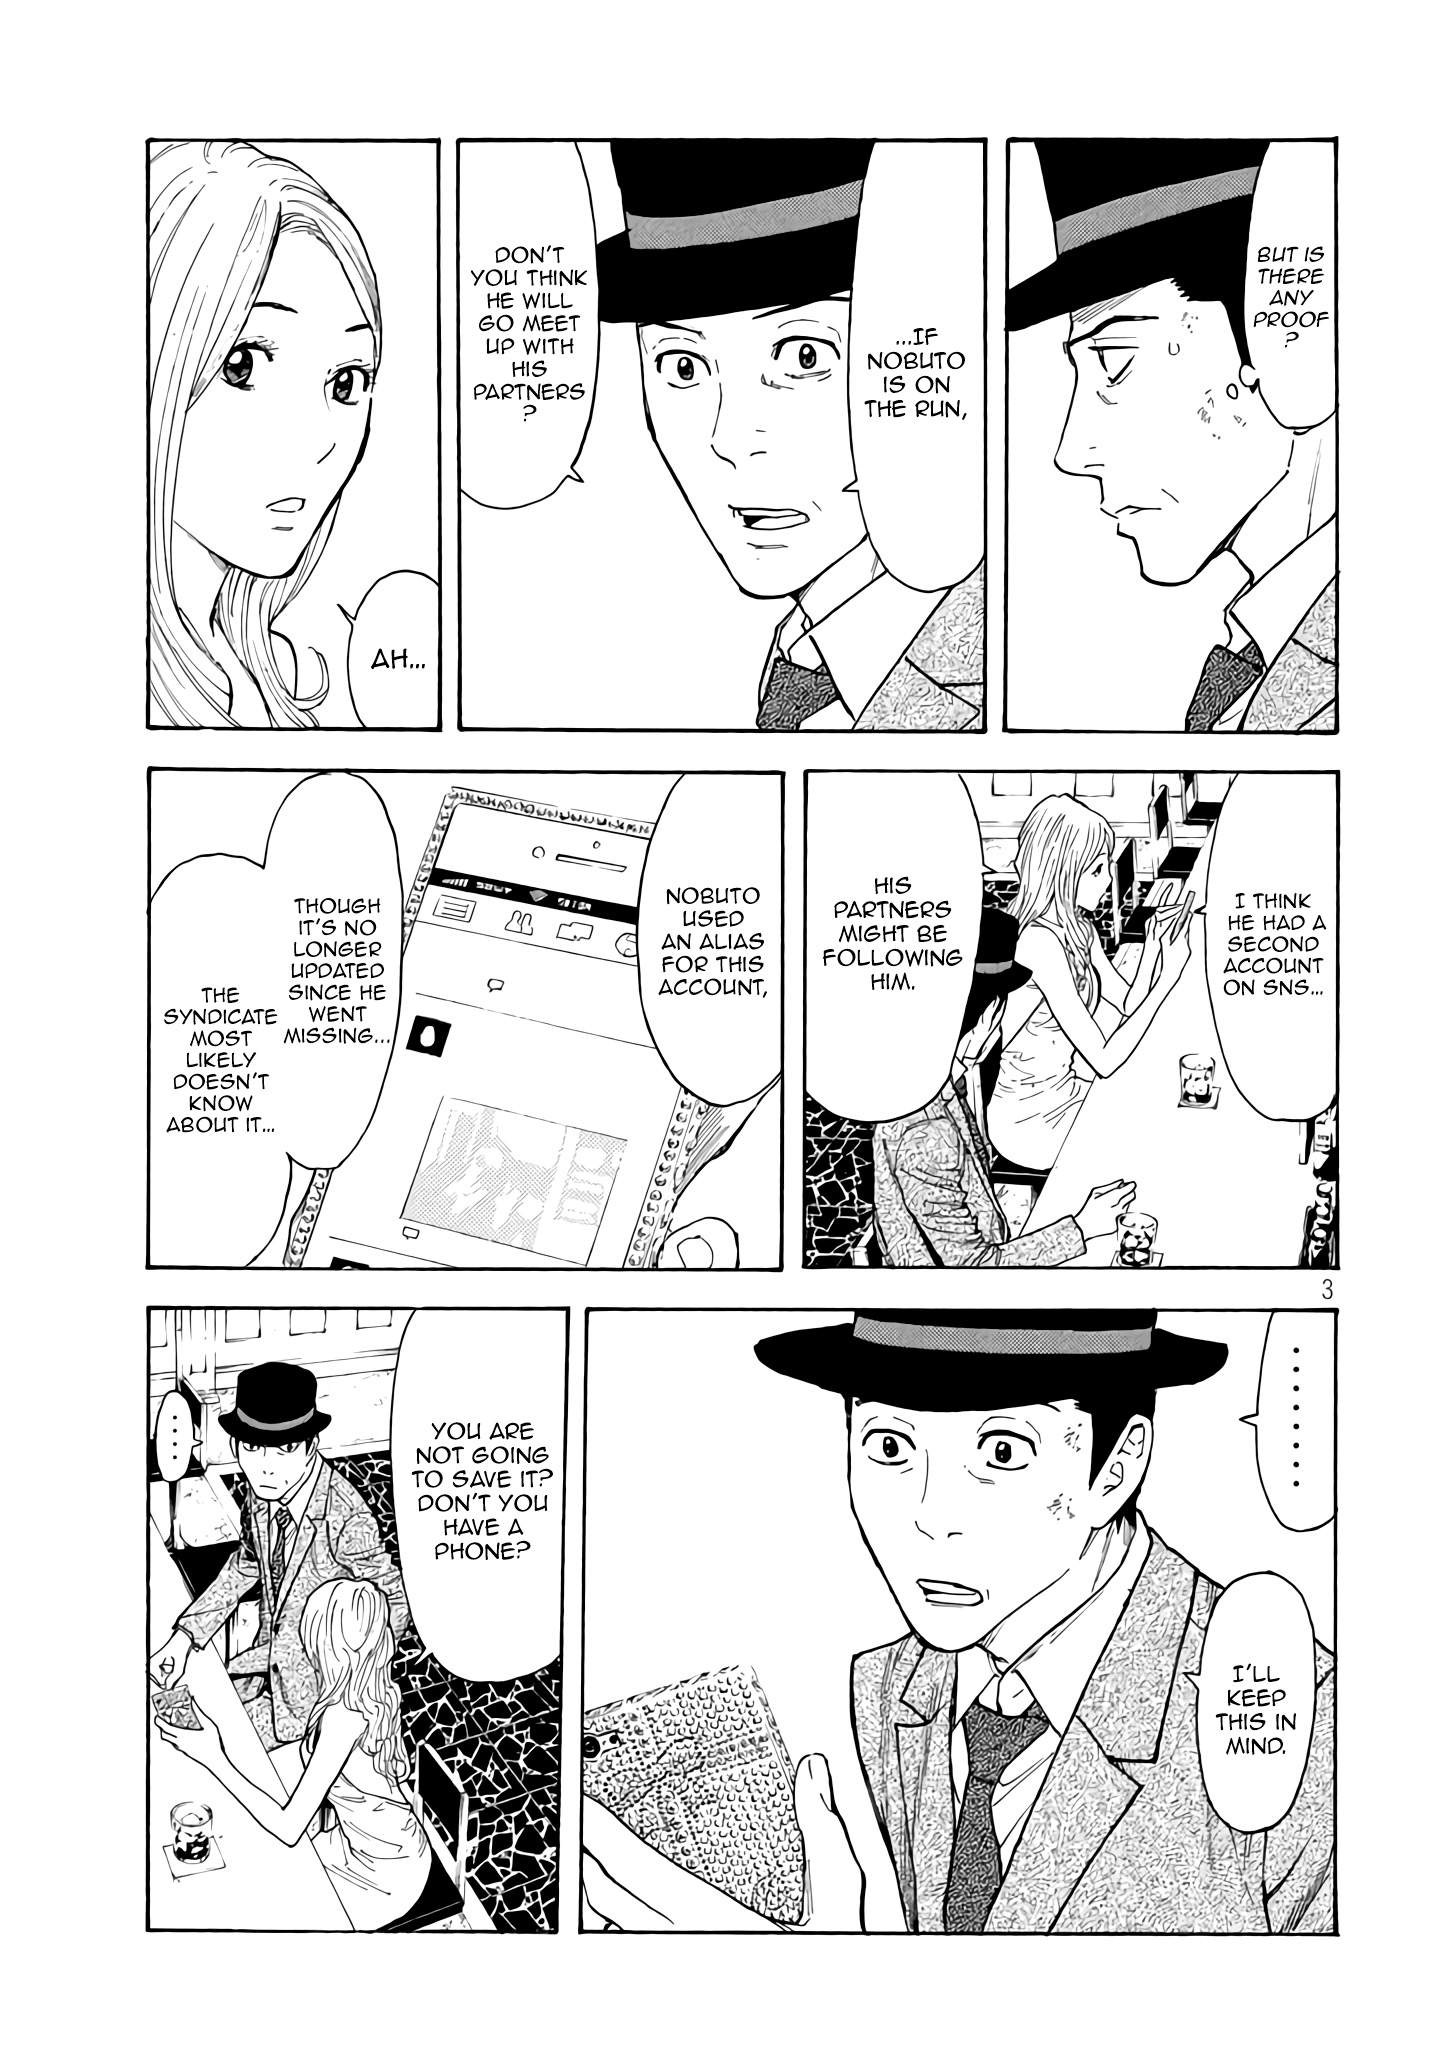 BUT IS
THERE
ANY
PROOF
?
...IF
NOBUTO
IS ON
THE RUN,
DON'T
YOU THINK
HE WILL
GO MEET
UP WITH
HIS
PARTNERS
?
AH...
I THINK
HE HAD A
SECOND
ACCOUNT
ON SNS...
HIS
PARTNERS
MIGHT BE
FOLLOWING
HIM.
NOBUTO
USED
AN ALIAS
FOR THIS
ACCOUNT,
THOUGH
IT'S NO
LONGER
UPDATED
SINCE HE
WENT
MISSING...
THE
SYNDICATE
MOST
LIKELY
DOESN'T
KNOW
ABOUT IT...
3
.........
I'LL
KEEP
THIS IN
MIND.
YOU ARE
NOT GOING
TO SAVE IT?
DON'T YOU
HAVE A
PHONE?
....